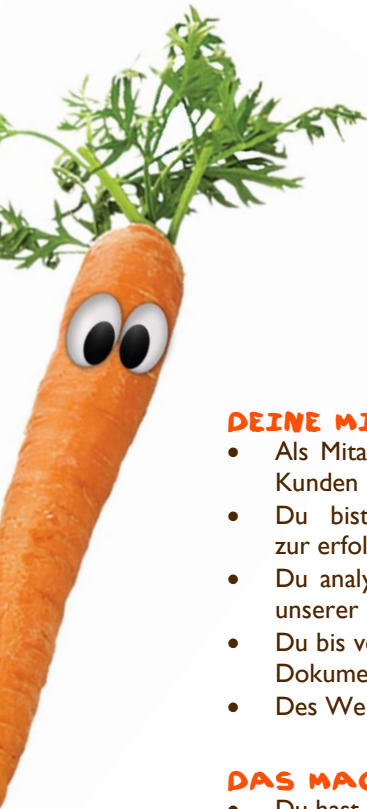 DEINE MI
• Als Mita
Kunden
• Du bist
zur erfol
• Du analy
unserer
• Du bis v
Dokume
• Des We
DAS MAC
• Du hast